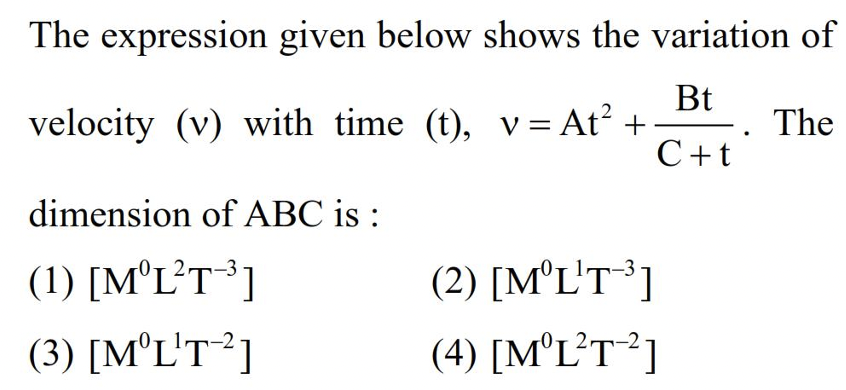 The expression given below shows the variation of
velocity (v) with time (t), v = At² + Bt/(C + t). The
dimension of ABC is :
(1) [M⁰L²T⁻³] (2) [M⁰L¹T⁻³]
(3) [M⁰L¹T⁻²] (4) [M⁰L²T⁻²]